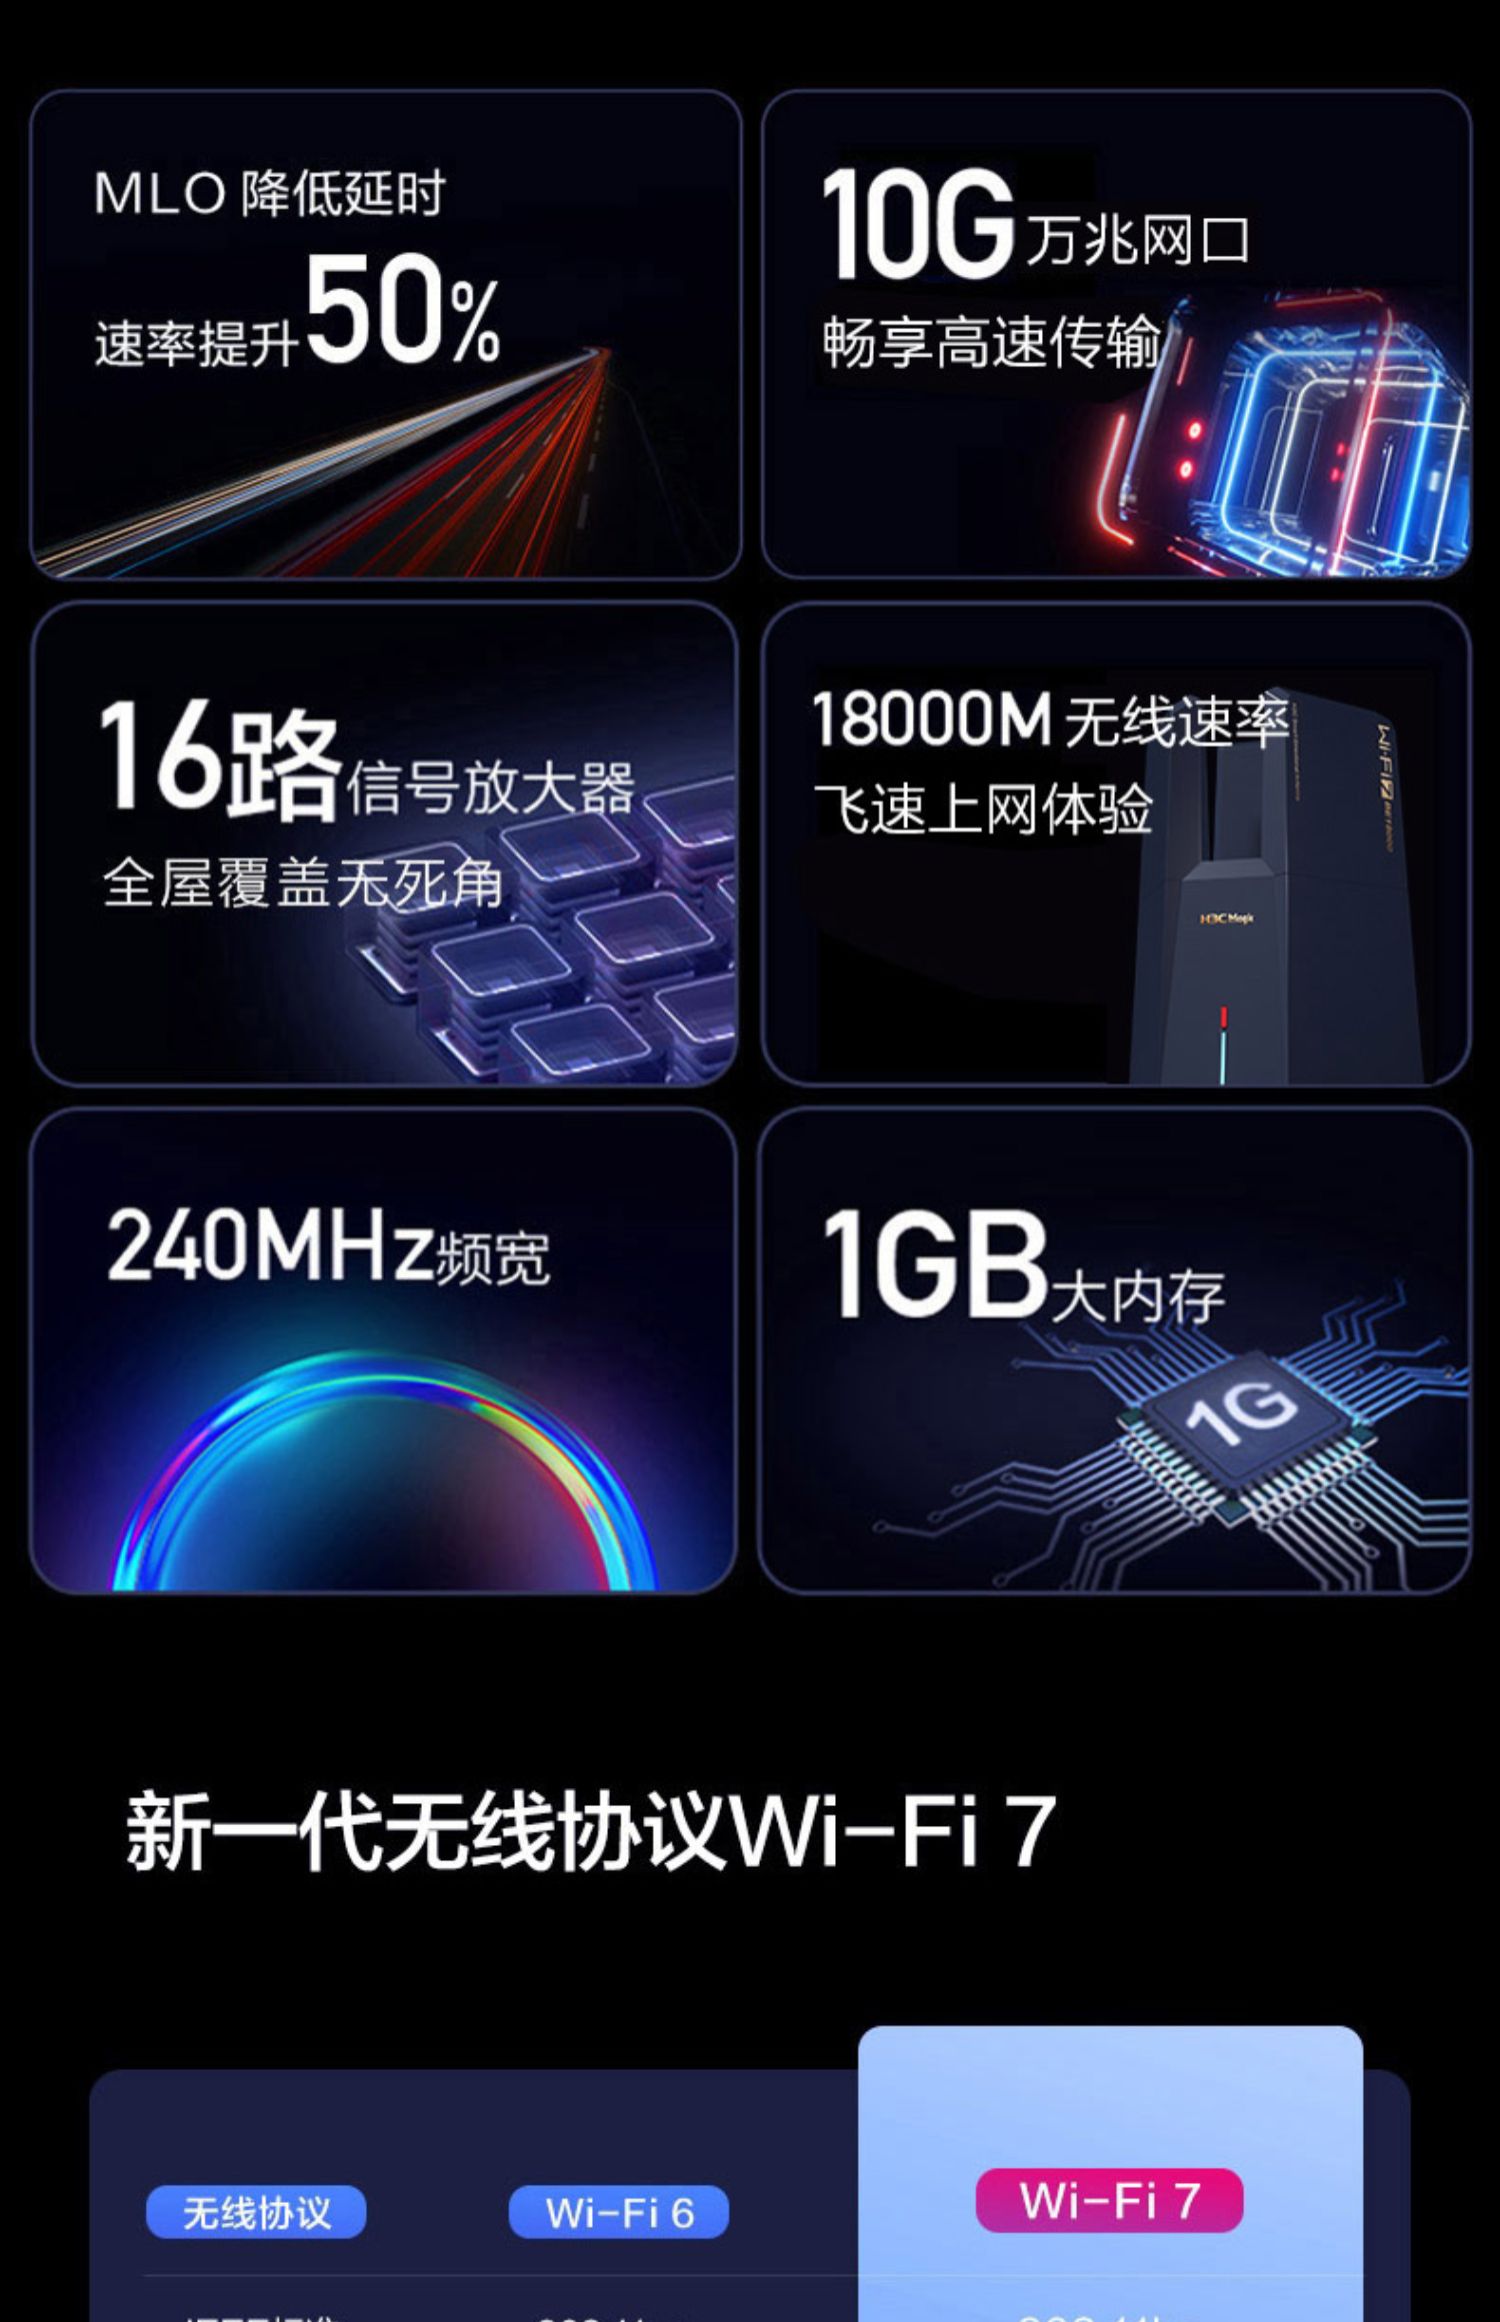 MLO 降低延时
速率提升50%
10G万兆网口
畅享高速传输
16路信号放大器
全屋覆盖无死角
18000M 无线速率
飞速上网体验
Wi-Fi 7
H3C Magic
240MHz频宽
1GB大内存
1G
新一代无线协议Wi-Fi 7
无线协议
Wi-Fi 6
Wi-Fi 7